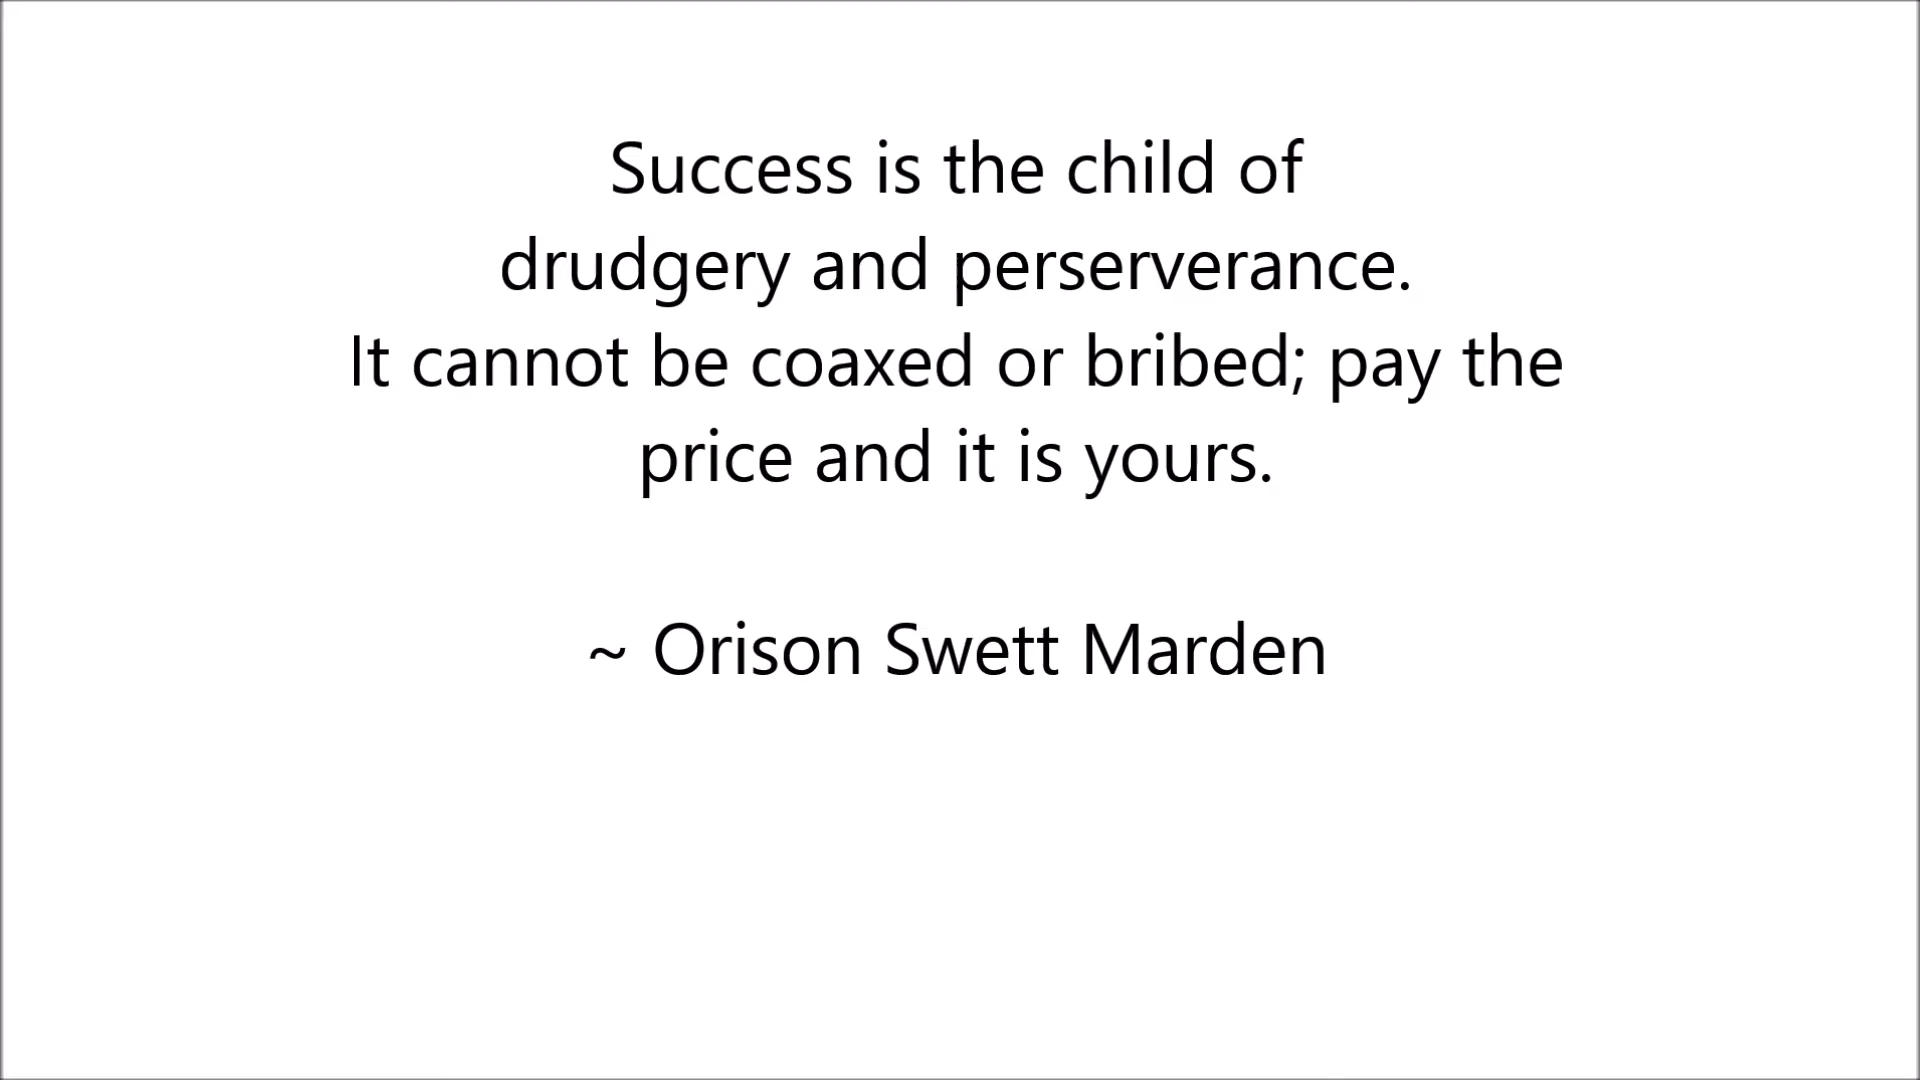 Success is the child of
drudgery and perserverance.
It cannot be coaxed or bribed; pay the
price and it is yours.
~ Orison Swett Marden